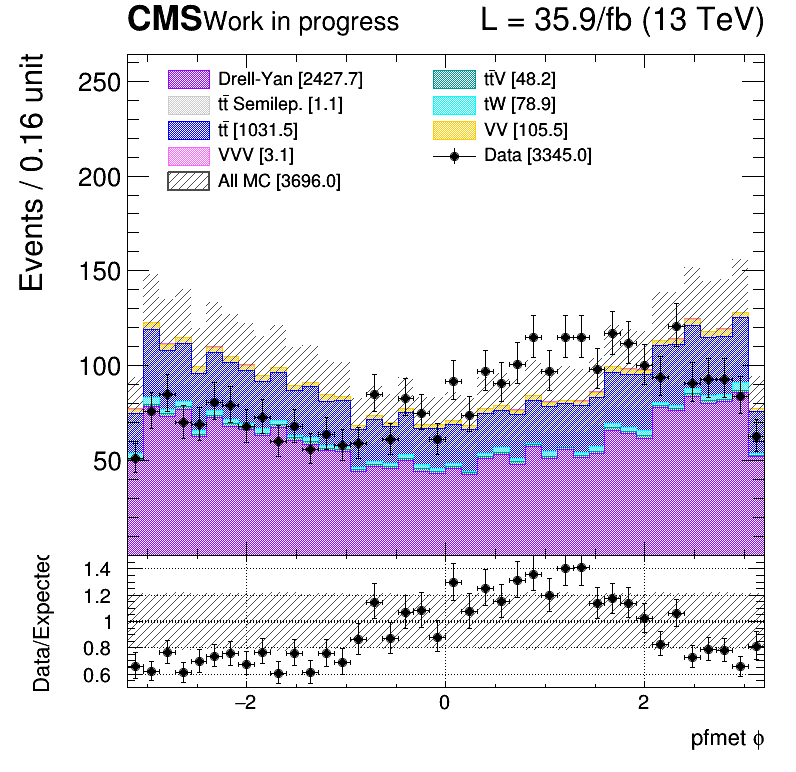 CMS Work in progress L = 35.9/fb (13 TeV)
Events / 0.16 unit
250
200
150
100
50
Drell-Yan [2427.7]
tt̄ Semilep. [1.1]
tt̄ [1031.5]
VVV [3.1]
All MC [3696.0]
tt̄V [48.2]
tW [78.9]
VV [105.5]
Data [3345.0]
Data/Expected
1.4
1.2
1
0.8
0.6
−2 0 2
pfmet ϕ